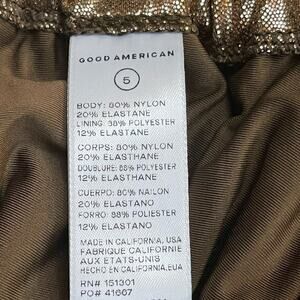 GOOD AMERICAN
5
BODY: 80% NYLON
20% ELASTANE
LINING: 88% POLYESTER
12% ELASTANE
CORPS: 80% NYLON
20% ELASTHANE
DOUBLURE: 88% POLYESTER
12% ELASTHANE
CUERPO: 80% NAILON
20% ELASTANO
FORRO: 88% POLIESTER
12% ELASTANO
MADE IN CALIFORNIA, USA
FABRIQUÉ CALIFORNIE
AUX ETATS-UNIS
HECHO EN CALIFORNIA, EUA
RN# 151301
PO# 41667